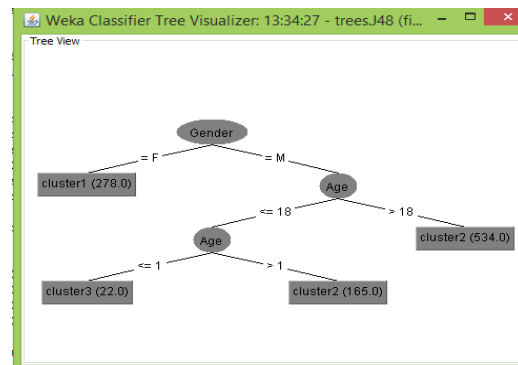 Weka Classifier Tree Visualizer: 13:34:27 - trees.J48 (fi...
Tree View
Gender
= F
= M
cluster1 (278.0)
Age
<= 18
> 18
Age
cluster2 (534.0)
<= 1
> 1
cluster3 (22.0)
cluster2 (165.0)